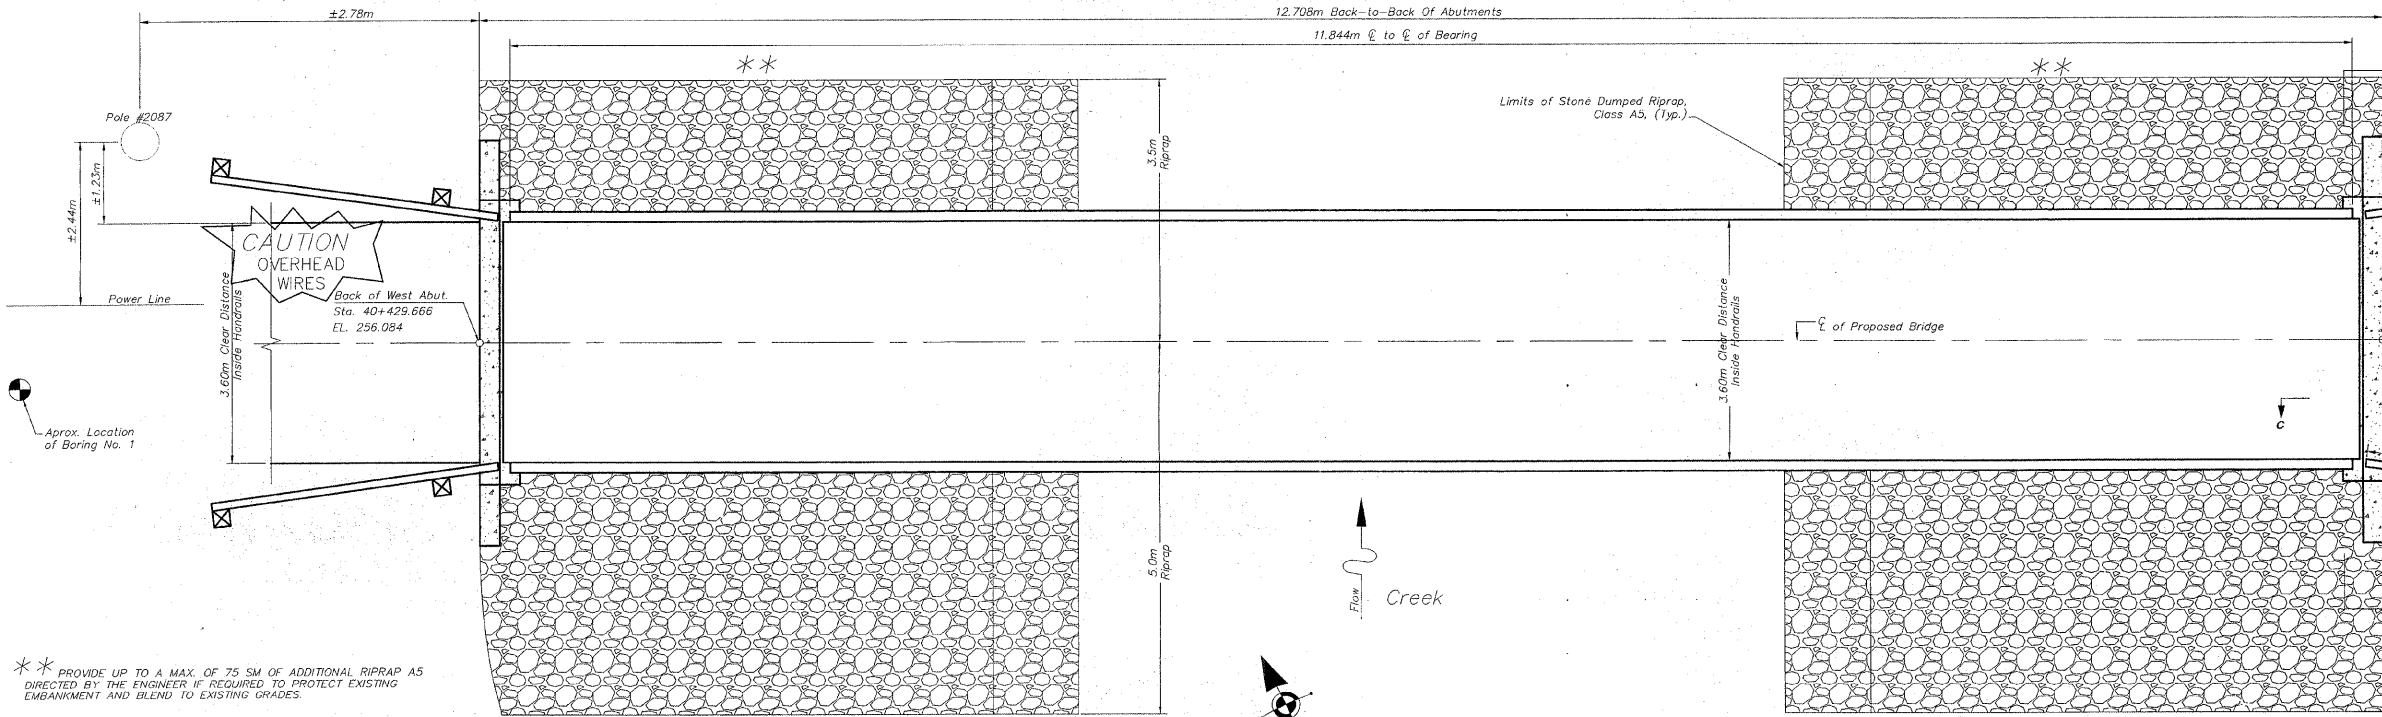 ±2.78m
12.708m Back-to-Back Of Abutments
11.844m ℄ to ℄ of Bearing
**
**
Pole #2087
Limits of Stone Dumped Riprap,
Class A5, (Typ.)
3.5m
Riprap
±1.23m
±2.44m
CAUTION
OVERHEAD
WIRES
Power Line
3.60m Clear Distance
Inside Handrails
Back of West Abut.
Sta. 40+429.666
EL. 256.084
3.60m Clear Distance
Inside Handrails
℄ of Proposed Bridge
C
Aprox. Location
of Boring No. 1
5.0m
Riprap
Flow
Creek
** PROVIDE UP TO A MAX. OF 75 SM OF ADDITIONAL RIPRAP A5
DIRECTED BY THE ENGINEER IF REQUIRED TO PROTECT EXISTING
EMBANKMENT AND BLEND TO EXISTING GRADES.